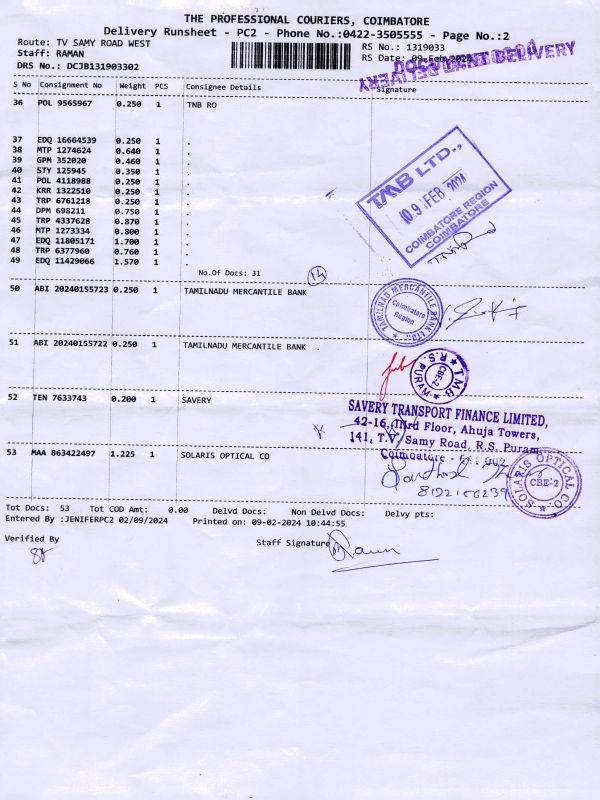 THE PROFESSIONAL COURIERS, COIMBATORE
Delivery Runsheet - PC2 - Phone No.:0422-3505555 - Page No.:2
Route: TV SAMY ROAD WEST
RS No.: 1319033
Staff: RAMAN
RS Date: 09-Feb-2024
DRS No.: DCJB131903302
DELIVERY
S No Consignment No Weight PCS Consignee Details Signature
36 POL 9565967 0.250 1 TNB RO
37 EDQ 16664539 0.250 1 .
38 MTP 1274624 0.640 1 .
39 GPM 352020 0.460 1 .
40 STY 125945 0.350 1 .
41 POL 4118988 0.250 1 .
42 KRR 1322510 0.250 1 .
43 TRP 6761218 0.250 1 .
44 DPM 698211 0.750 1 .
45 TRP 4337628 0.870 1 .
46 MTP 1273334 0.800 1 .
47 EDQ 11805171 1.700 1 .
48 TRP 6377960 0.760 1 .
49 EDQ 11429066 1.570 1 .
TMB LTD.,
09 FEB 2024
COIMBATORE REGION
COIMBATORE
No.Of Docs: 31
14
50 ABI 20240155723 0.250 1 TAMILNADU MERCANTILE BANK
TAMILNAD MERCANTILE BANK LTD.
Coimbatore
Region
51 ABI 20240155722 0.250 1 TAMILNADU MERCANTILE BANK .
T.M.B.
CBE-2
R.S. PURAM
52 TEN 7633743 0.200 1 SAVERY
SAVERY TRANSPORT FINANCE LIMITED,
42-16, IIIrd Floor, Ahuja Towers,
141, T.V. Samy Road, R.S. Puram,
Coimbatore
53 MAA 863422497 1.225 1 SOLARIS OPTICAL CO
SOLARIS OPTICAL CO.
CBE-2
Tot Docs: 53 Tot COD Amt: 0.00 Delvd Docs: Non Delvd Docs: Delvy pts:
Entered By :JENIFERPC2 02/09/2024 Printed on: 09-02-2024 10:44:55
Verified By
Staff Signature
Raman